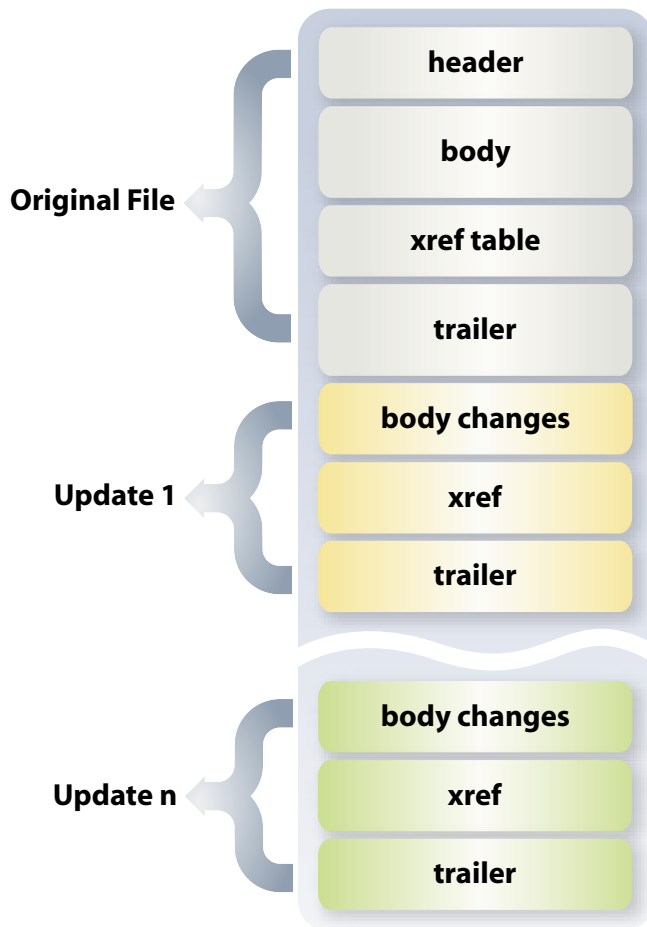 header
body
Original File
xref table
trailer
body changes
Update 1
xref
trailer
body changes
Update n
xref
trailer